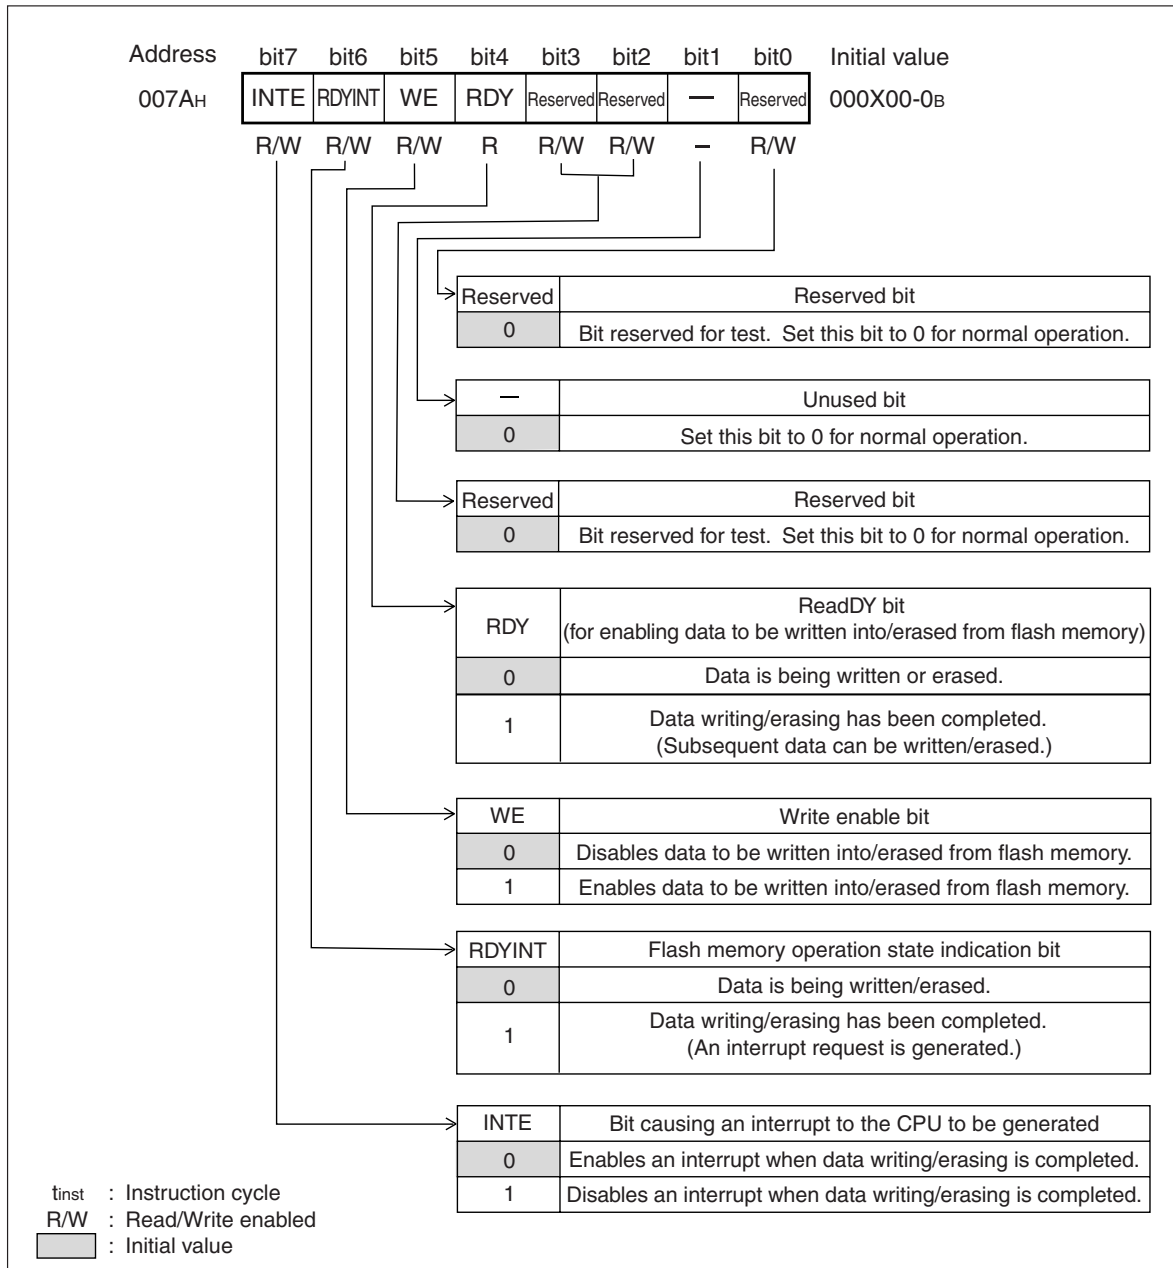 Address bit7 bit6 bit5 bit4 bit3 bit2 bit1 bit0 Initial value
007AH INTE RDYINT WE RDY Reserved Reserved — Reserved 000X00-0B
R/W R/W R/W R R/W R/W – R/W
Reserved Reserved bit
0 Bit reserved for test. Set this bit to 0 for normal operation.
— Unused bit
0 Set this bit to 0 for normal operation.
Reserved Reserved bit
0 Bit reserved for test. Set this bit to 0 for normal operation.
RDY ReadDY bit
(for enabling data to be written into/erased from flash memory)
0 Data is being written or erased.
1 Data writing/erasing has been completed.
(Subsequent data can be written/erased.)
WE Write enable bit
0 Disables data to be written into/erased from flash memory.
1 Enables data to be written into/erased from flash memory.
RDYINT Flash memory operation state indication bit
0 Data is being written/erased.
1 Data writing/erasing has been completed.
(An interrupt request is generated.)
INTE Bit causing an interrupt to the CPU to be generated
0 Enables an interrupt when data writing/erasing is completed.
1 Disables an interrupt when data writing/erasing is completed.
tinst : Instruction cycle
R/W : Read/Write enabled
: Initial value